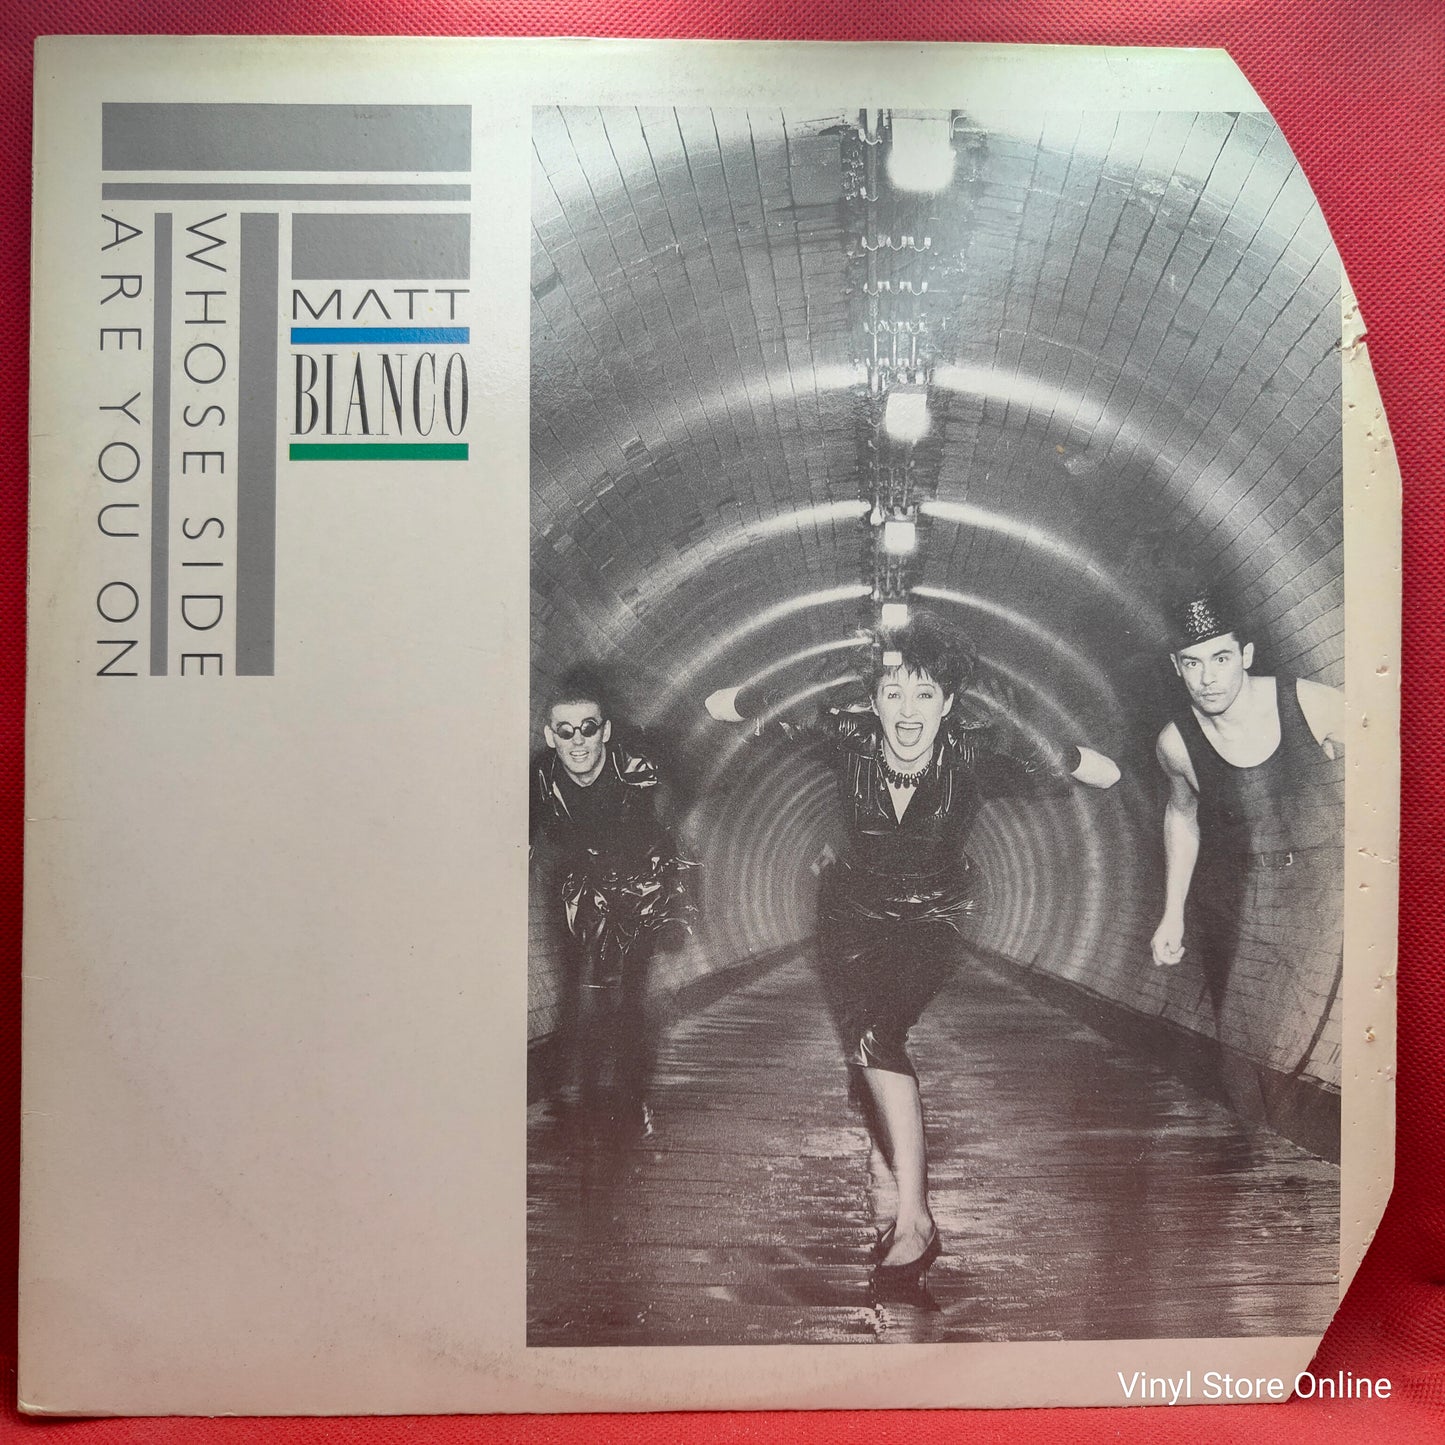 MATT
BIANCO
WHOSE SIDE
ARE YOU ON
Vinyl Store Online